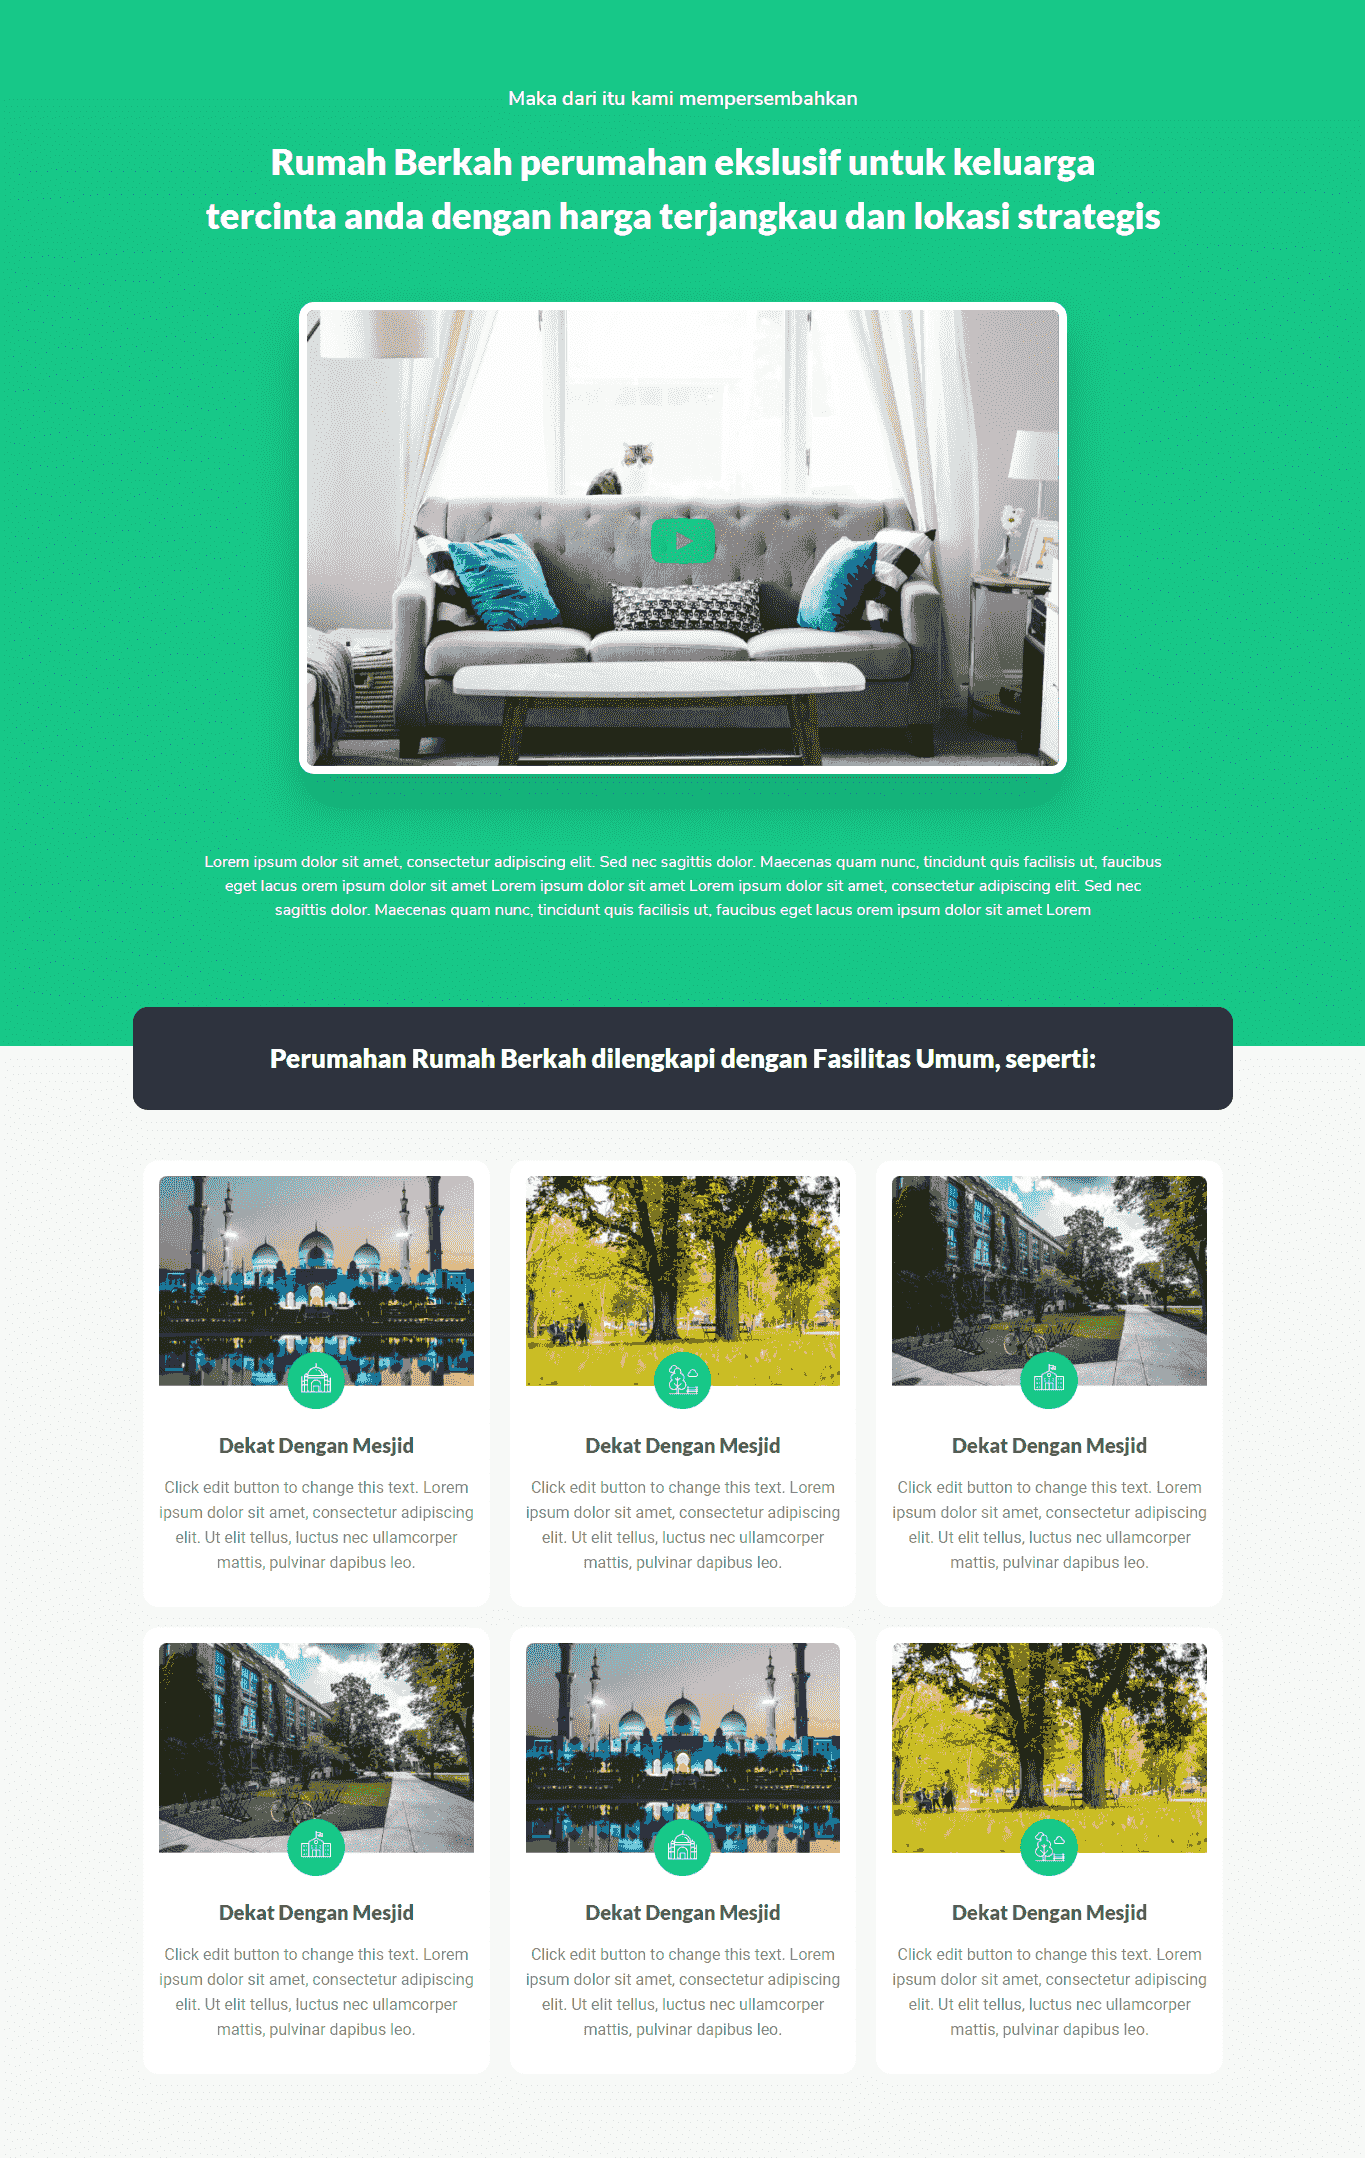 Maka dari itu kami mempersembahkan
Rumah Berkah perumahan ekslusif untuk keluarga
tercinta anda dengan harga terjangkau dan lokasi strategis
Lorem ipsum dolor sit amet, consectetur adipiscing elit. Sed nec sagittis dolor. Maecenas quam nunc, tincidunt quis facilisis ut, faucibus
eget lacus orem ipsum dolor sit amet Lorem ipsum dolor sit amet Lorem ipsum dolor sit amet, consectetur adipiscing elit. Sed nec
sagittis dolor. Maecenas quam nunc, tincidunt quis facilisis ut, faucibus eget lacus orem ipsum dolor sit amet Lorem
Perumahan Rumah Berkah dilengkapi dengan Fasilitas Umum, seperti:
Dekat Dengan Mesjid
Click edit button to change this text. Lorem
ipsum dolor sit amet, consectetur adipiscing
elit. Ut elit tellus, luctus nec ullamcorper
mattis, pulvinar dapibus leo.
Dekat Dengan Mesjid
Click edit button to change this text. Lorem
ipsum dolor sit amet, consectetur adipiscing
elit. Ut elit tellus, luctus nec ullamcorper
mattis, pulvinar dapibus leo.
Dekat Dengan Mesjid
Click edit button to change this text. Lorem
ipsum dolor sit amet, consectetur adipiscing
elit. Ut elit tellus, luctus nec ullamcorper
mattis, pulvinar dapibus leo.
Dekat Dengan Mesjid
Click edit button to change this text. Lorem
ipsum dolor sit amet, consectetur adipiscing
elit. Ut elit tellus, luctus nec ullamcorper
mattis, pulvinar dapibus leo.
Dekat Dengan Mesjid
Click edit button to change this text. Lorem
ipsum dolor sit amet, consectetur adipiscing
elit. Ut elit tellus, luctus nec ullamcorper
mattis, pulvinar dapibus leo.
Dekat Dengan Mesjid
Click edit button to change this text. Lorem
ipsum dolor sit amet, consectetur adipiscing
elit. Ut elit tellus, luctus nec ullamcorper
mattis, pulvinar dapibus leo.